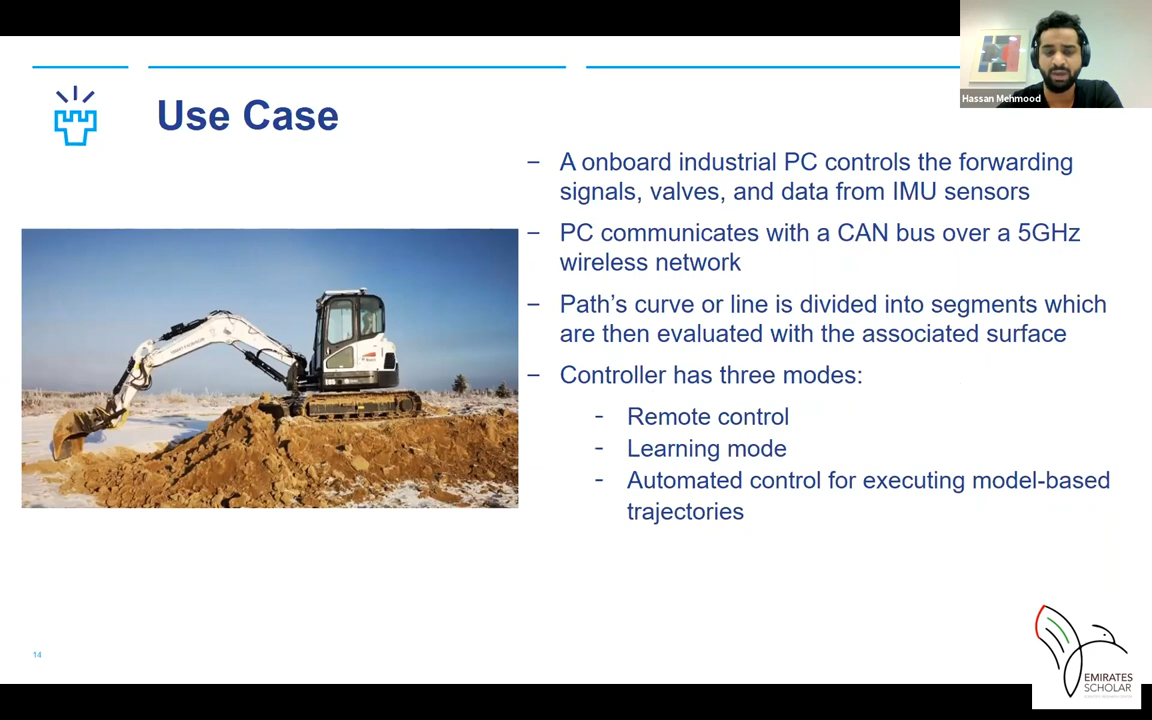 Hassan Mehmood
Use Case
– A onboard industrial PC controls the forwarding
signals, valves, and data from IMU sensors
– PC communicates with a CAN bus over a 5GHz
wireless network
– Path’s curve or line is divided into segments which
are then evaluated with the associated surface
– Controller has three modes:
- Remote control
- Learning mode
- Automated control for executing model-based
trajectories
14
EMIRATES
SCHOLAR